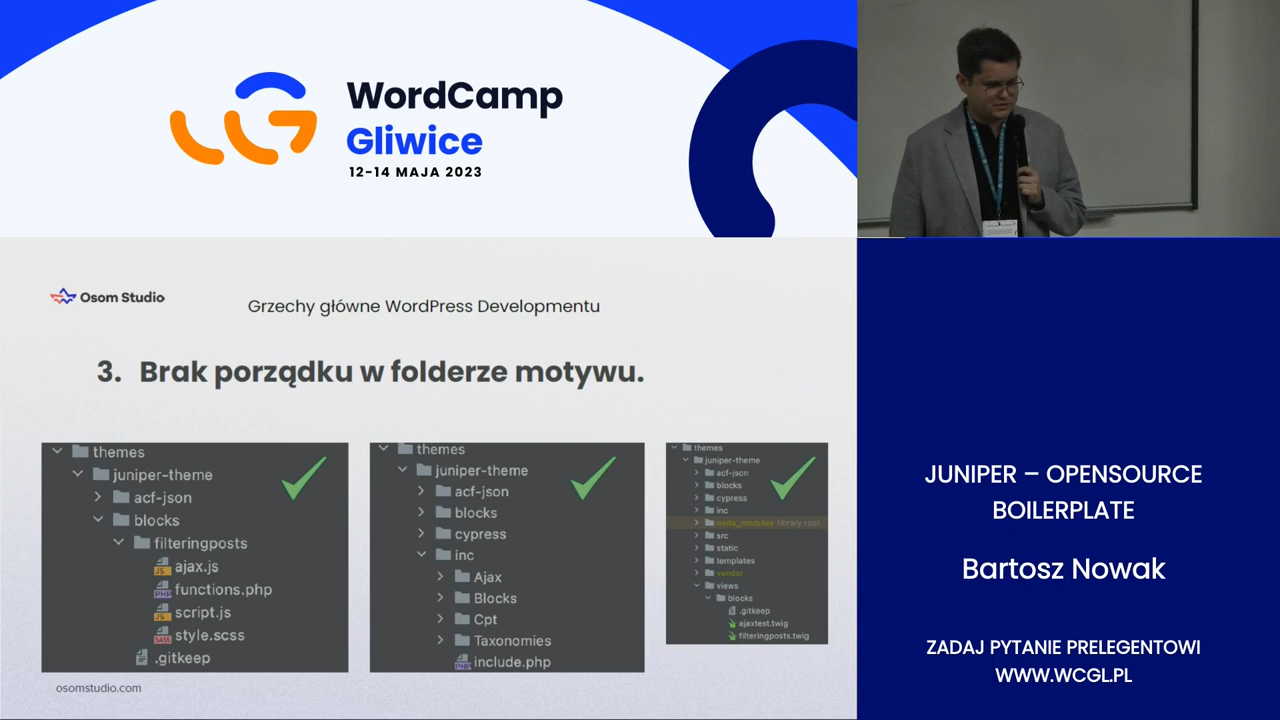 WordCamp
Gliwice
12-14 MAJA 2023
Osom Studio
Grzechy główne WordPress Developmentu
3. Brak porządku w folderze motywu.
themes
juniper-theme
acf-json
blocks
filteringposts
ajax.js
functions.php
script.js
style.scss
.gitkeep
themes
juniper-theme
acf-json
blocks
cypress
inc
Ajax
Blocks
Cpt
Taxonomies
include.php
themes
juniper-theme
acf-json
blocks
cypress
inc
node_modules library root
src
static
templates
vendor
views
blocks
.gitkeep
ajaxtest.twig
filteringposts.twig
osomstudio.com
JUNIPER – OPENSOURCE
BOILERPLATE
Bartosz Nowak
ZADAJ PYTANIE PRELEGENTOWI
WWW.WCGL.PL